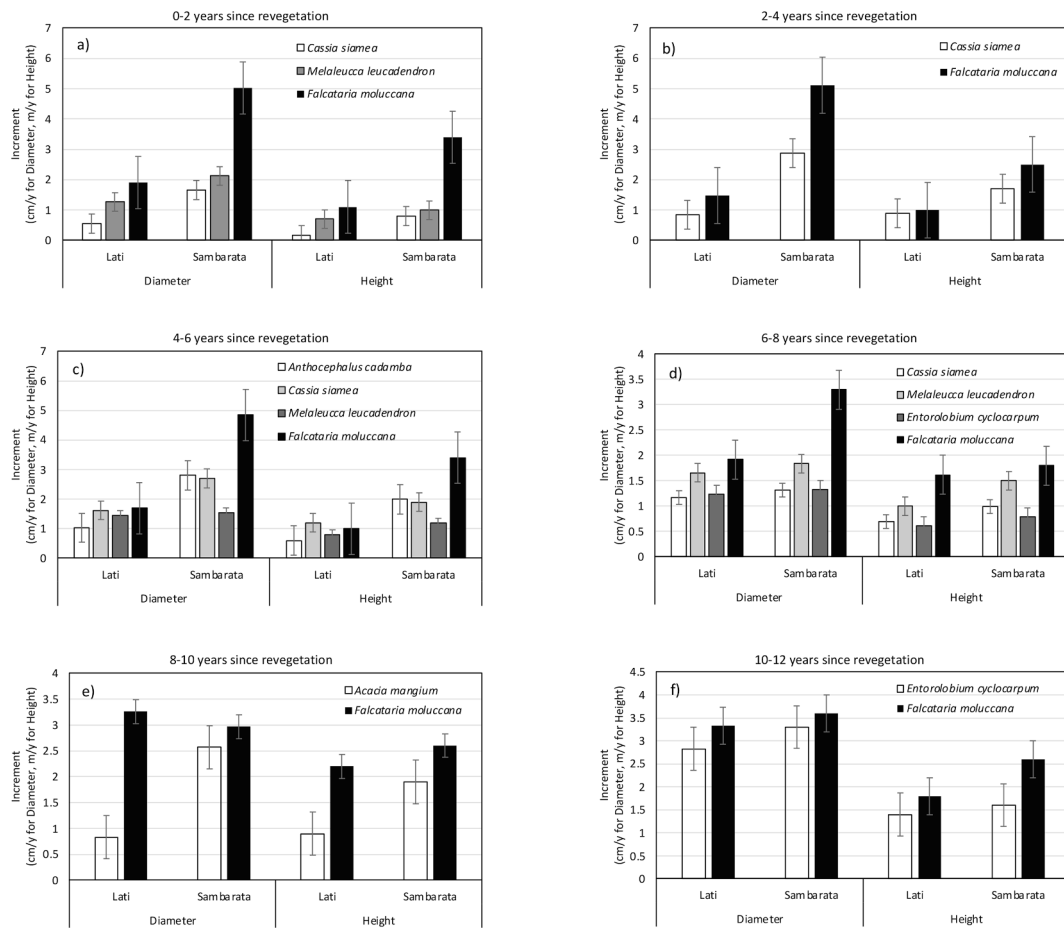 0-2 years since revegetation
a)
Cassia siamea
Melaleucca leucadendron
Falcataria moluccana
Increment
(cm/y for Diameter, m/y for Height)
7
6
5
4
3
2
1
0
Lati
Sambarata
Lati
Sambarata
Diameter
Height
2-4 years since revegetation
b)
Cassia siamea
Falcataria moluccana
Increment
(cm/y for Diameter, m/y for Height)
7
6
5
4
3
2
1
0
Lati
Sambarata
Lati
Sambarata
Diameter
Height
4-6 years since revegetation
c)
Anthocephalus cadamba
Cassia siamea
Melaleucca leucadendron
Falcataria moluccana
Increment
(cm/y for Diameter, m/y for Height)
7
6
5
4
3
2
1
0
Lati
Sambarata
Lati
Sambarata
Diameter
Height
6-8 years since revegetation
d)
Cassia siamea
Melaleucca leucadendron
Entorolobium cyclocarpum
Falcataria moluccana
Increment
(cm/y for Diameter, m/y for Height)
4
3.5
3
2.5
2
1.5
1
0.5
0
Lati
Sambarata
Lati
Sambarata
Diameter
Height
8-10 years since revegetation
e)
Acacia mangium
Falcataria moluccana
Increment
(cm/y for Diameter, m/y for Height)
4
3.5
3
2.5
2
1.5
1
0.5
0
Lati
Sambarata
Lati
Sambarata
Diameter
Height
10-12 years since revegetation
f)
Entorolobium cyclocarpum
Falcataria moluccana
Increment
(cm/y for Diameter, m/y for Height)
4.5
4
3.5
3
2.5
2
1.5
1
0.5
0
Lati
Sambarata
Lati
Sambarata
Diameter
Height